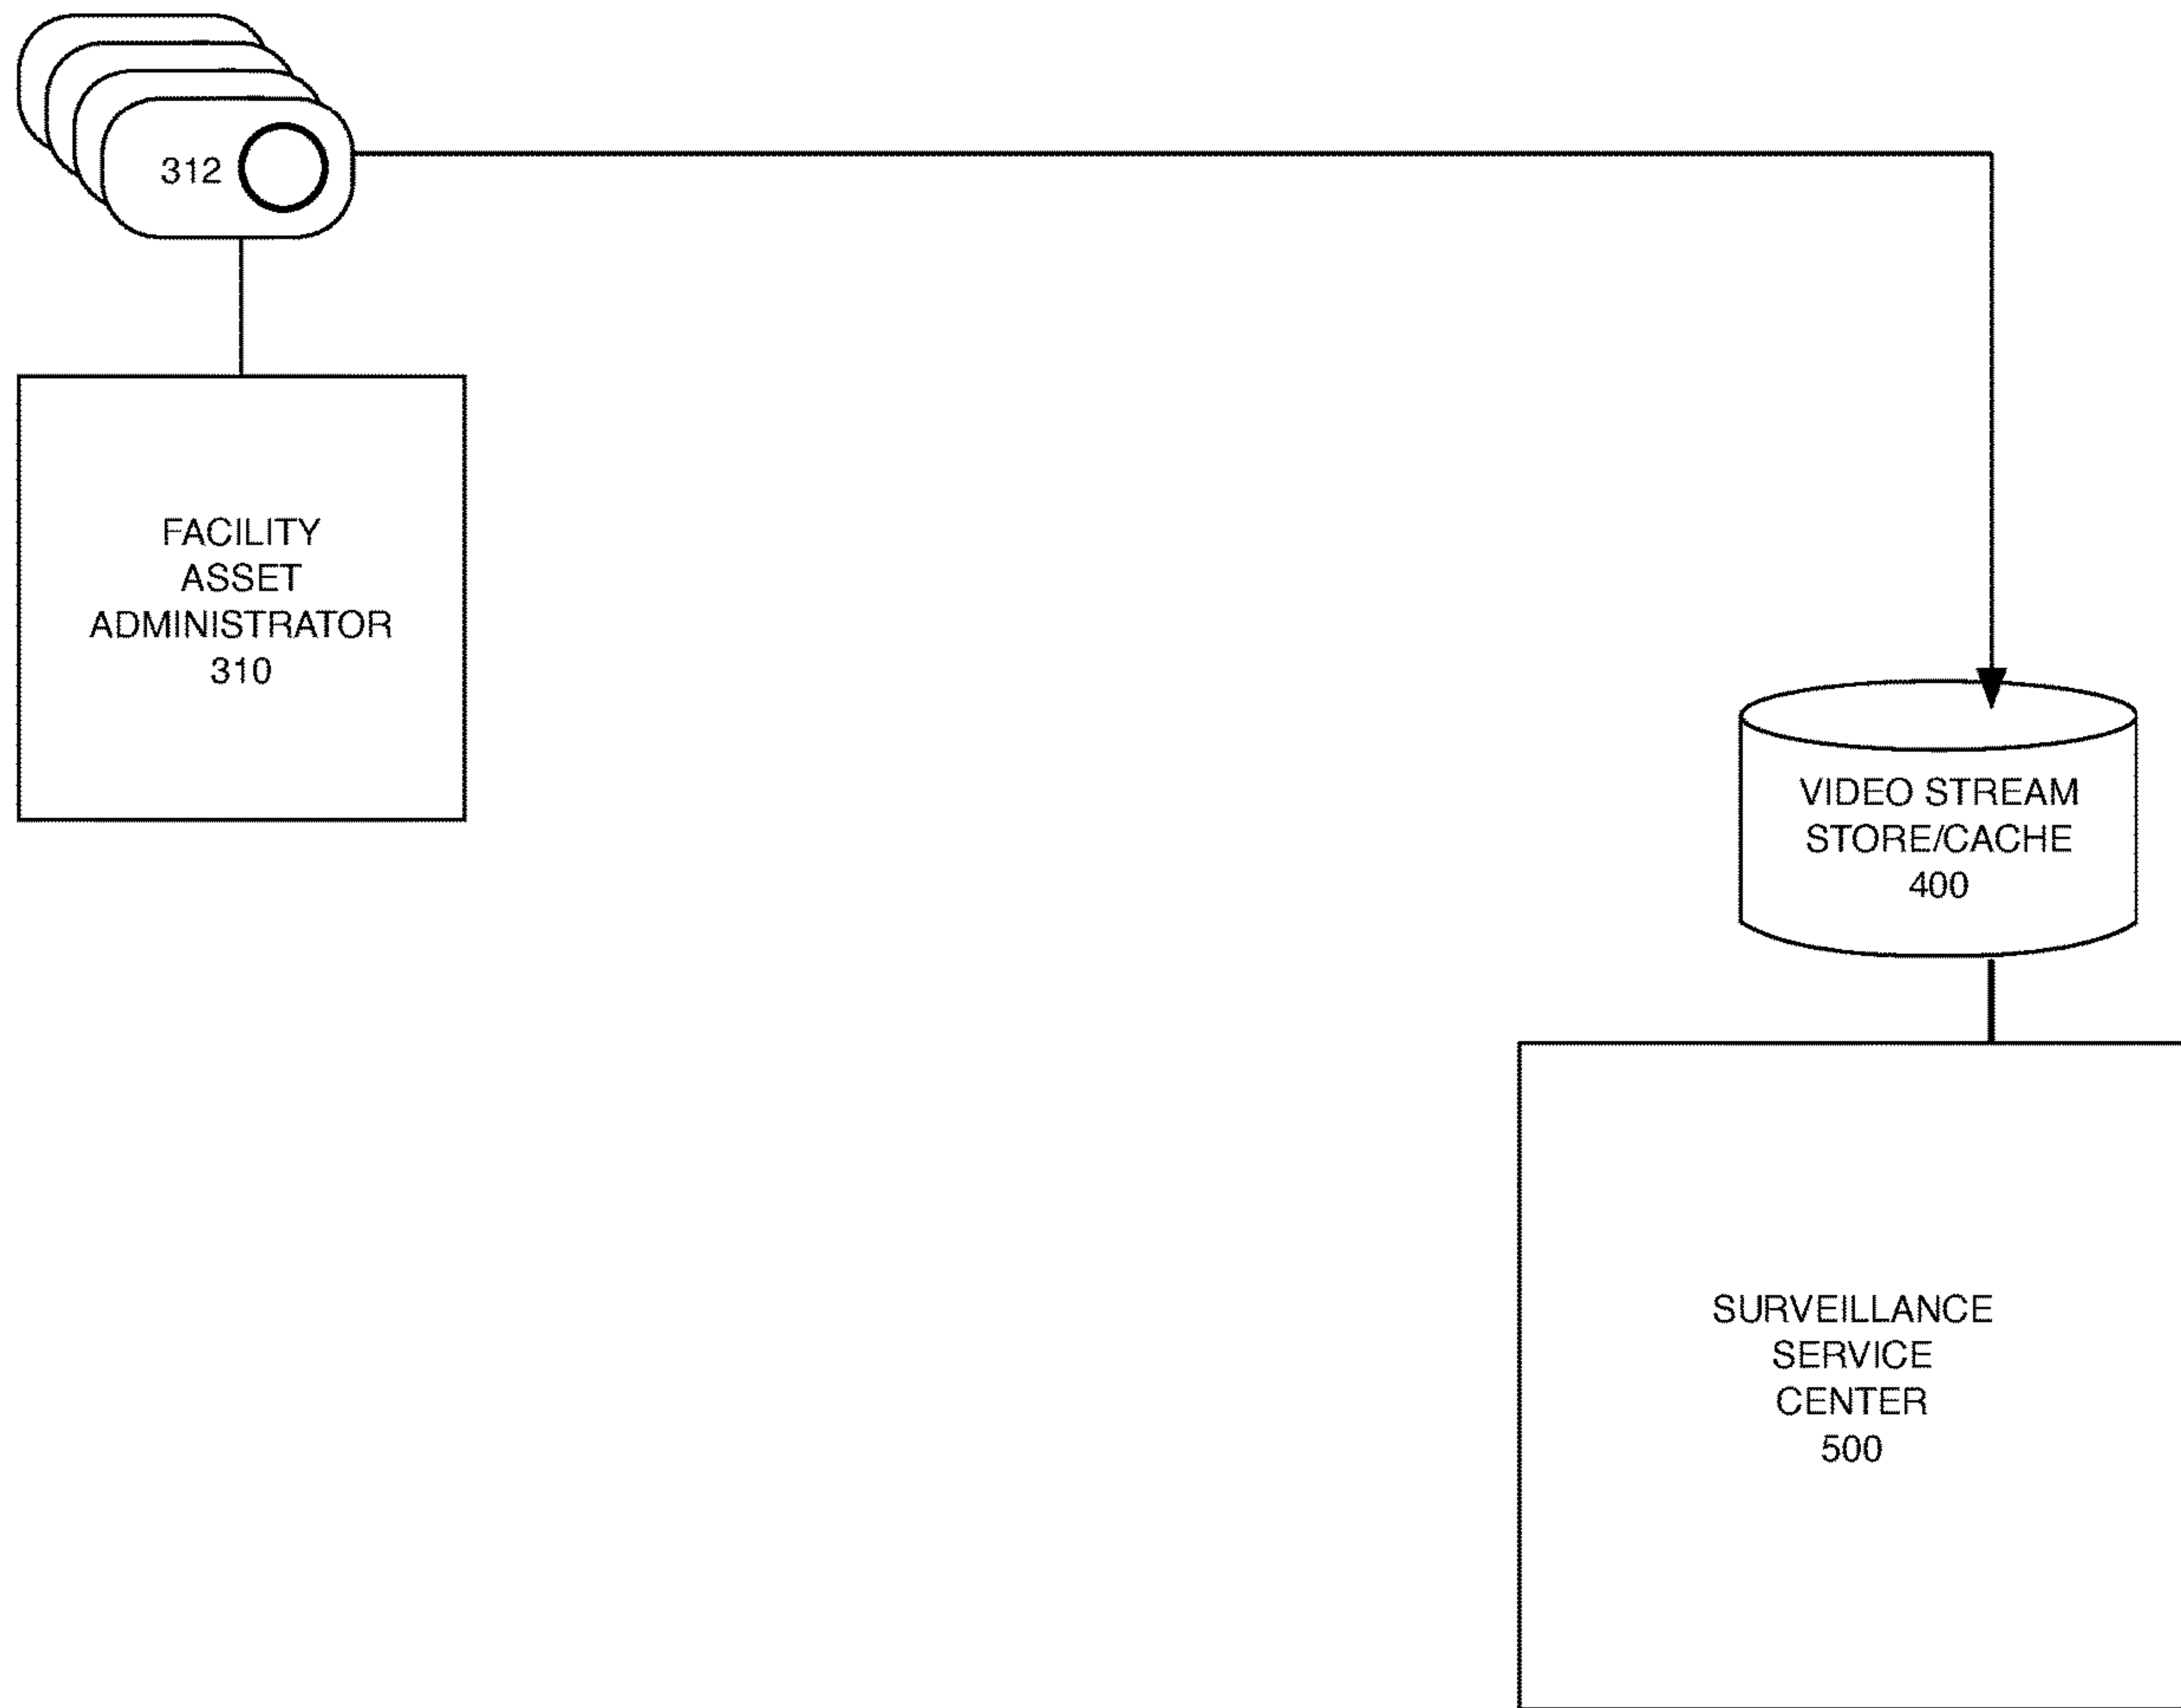 312
FACILITY
ASSET
ADMINISTRATOR
310
VIDEO STREAM
STORE/CACHE
400
SURVEILLANCE
SERVICE
CENTER
500